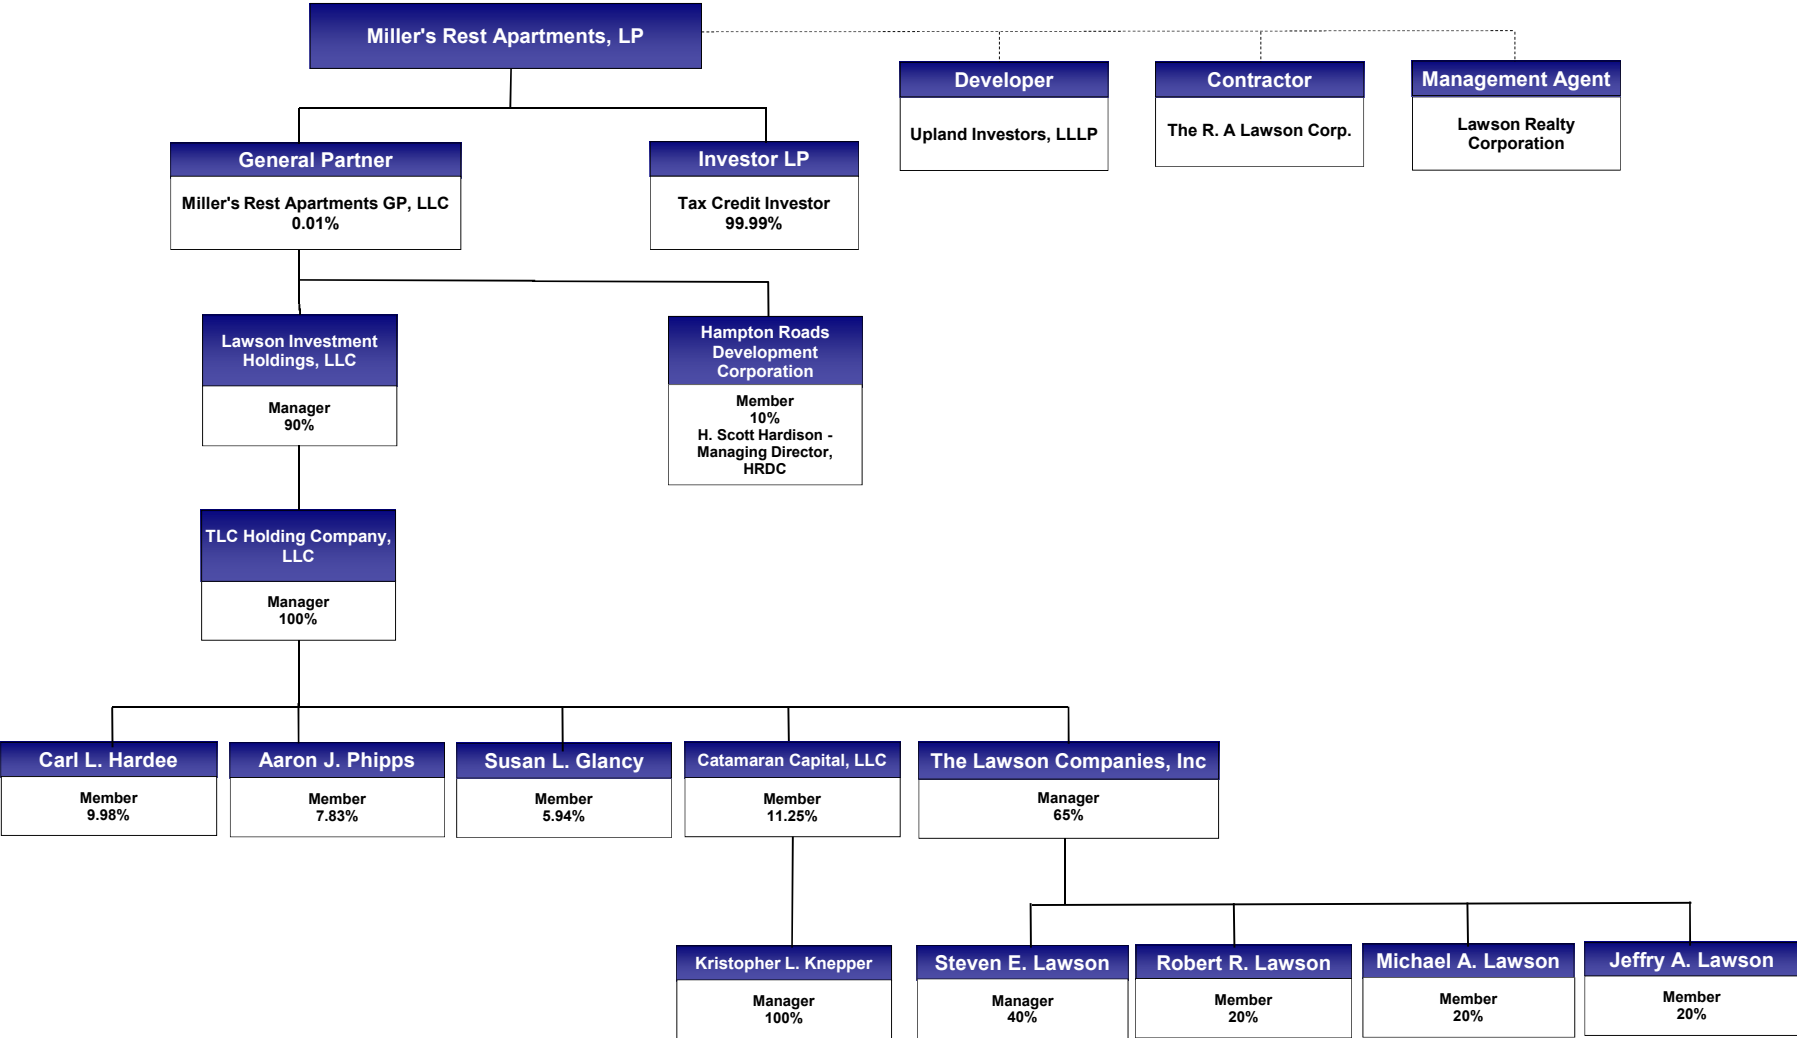 Miller's Rest Apartments, LP
Developer
Upland Investors, LLLP
Contractor
The R. A Lawson Corp.
Management Agent
Lawson Realty
Corporation
General Partner
Miller's Rest Apartments GP, LLC
0.01%
Investor LP
Tax Credit Investor
99.99%
Lawson Investment
Holdings, LLC
Manager
90%
Hampton Roads
Development
Corporation
Member
10%
H. Scott Hardison -
Managing Director,
HRDC
TLC Holding Company,
LLC
Manager
100%
Carl L. Hardee
Member
9.98%
Aaron J. Phipps
Member
7.83%
Susan L. Glancy
Member
5.94%
Catamaran Capital, LLC
Member
11.25%
The Lawson Companies, Inc
Manager
65%
Kristopher L. Knepper
Manager
100%
Steven E. Lawson
Manager
40%
Robert R. Lawson
Member
20%
Michael A. Lawson
Member
20%
Jeffry A. Lawson
Member
20%